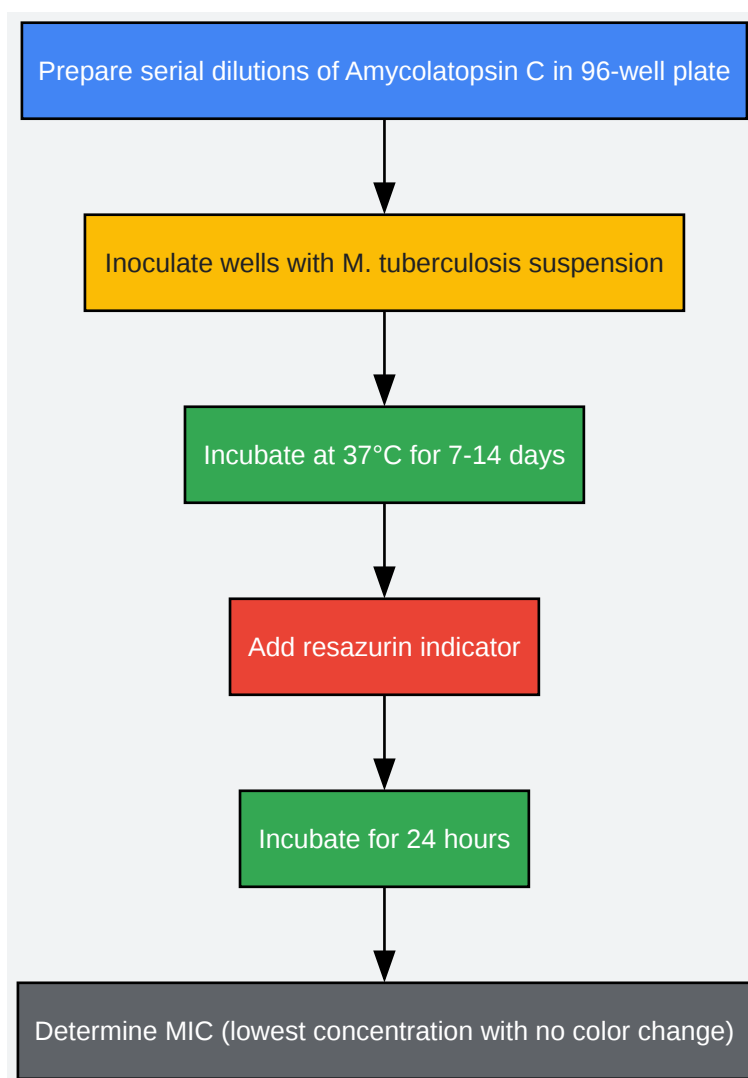 Prepare serial dilutions of Amycolatopsin C in 96-well plate
Inoculate wells with M. tuberculosis suspension
Incubate at 37°C for 7-14 days
Add resazurin indicator
Incubate for 24 hours
Determine MIC (lowest concentration with no color change)